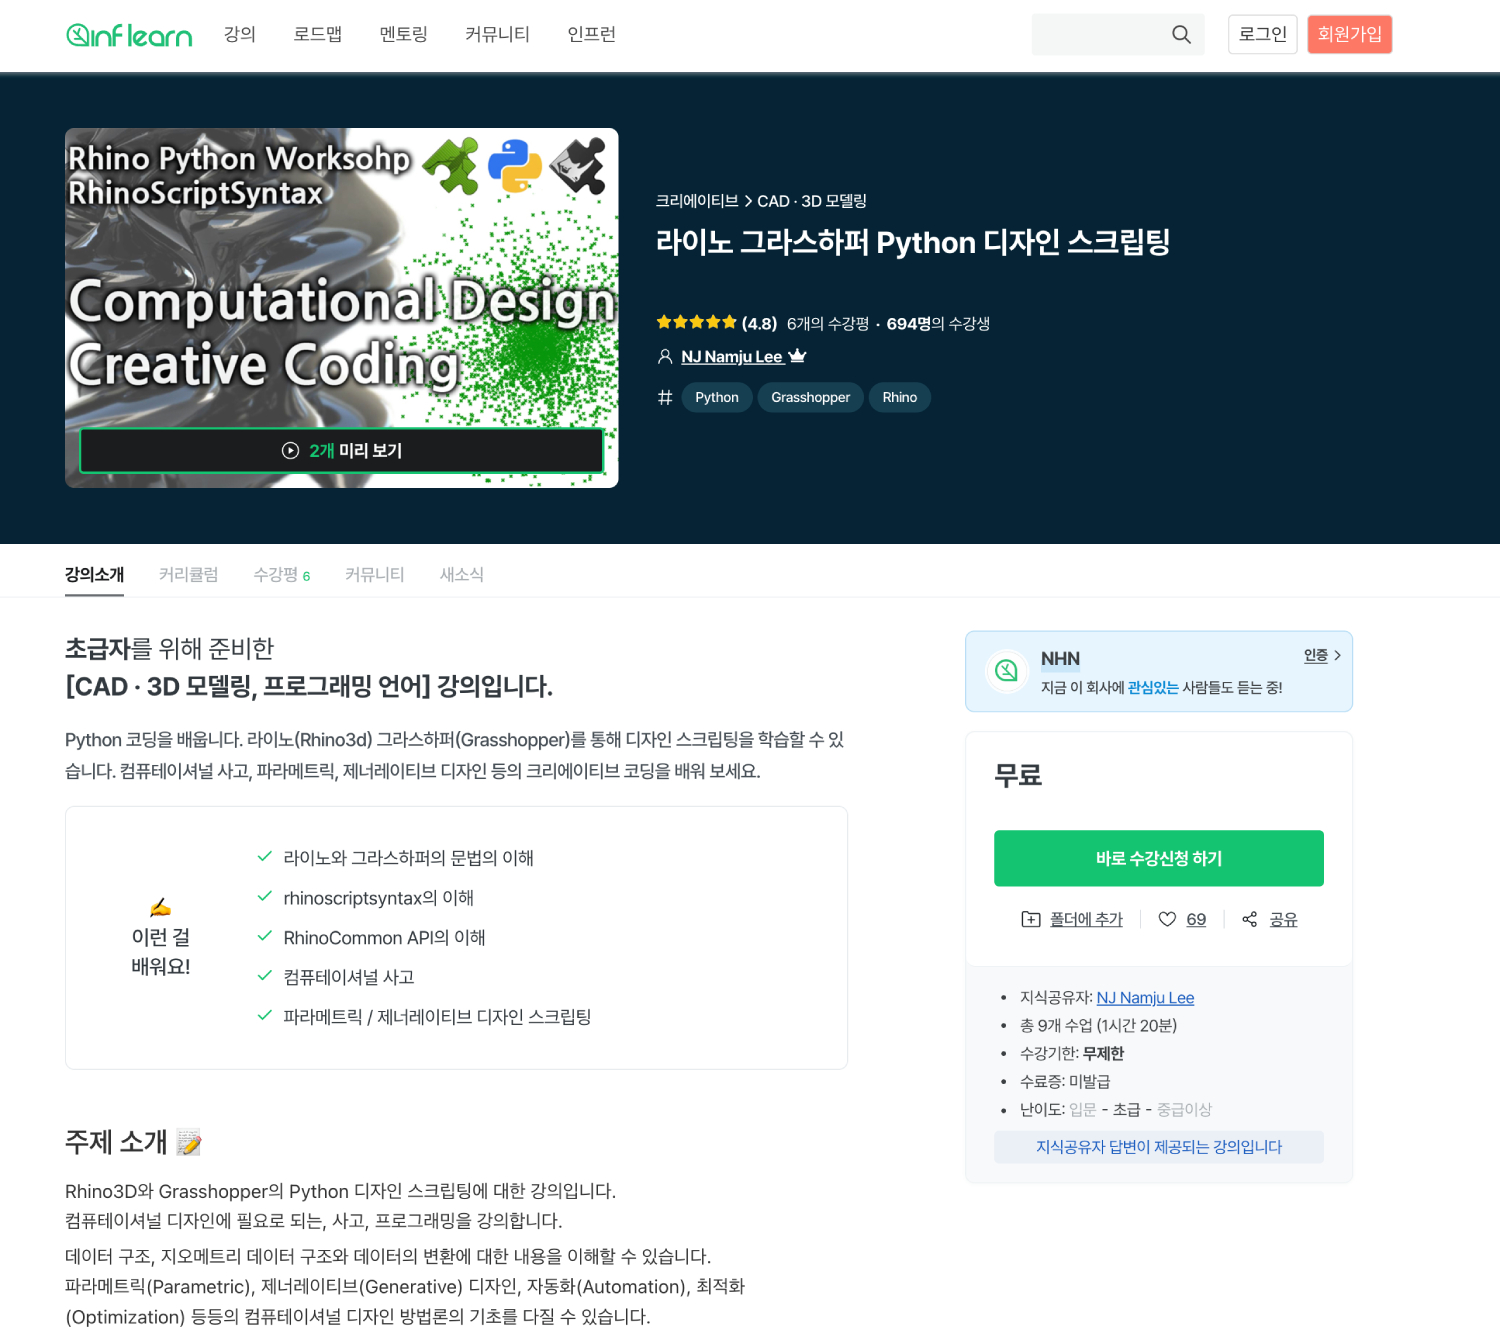 inflearn
강의
로드맵
멘토링
커뮤니티
인프런
로그인
회원가입
Rhino Python Worksohp
RhinoScriptSyntax
Computational Design
Creative Coding
2개 미리 보기
크리에이티브 > CAD · 3D 모델링
라이노 그라스하퍼 Python 디자인 스크립팅
(4.8) 6개의 수강평 · 694명의 수강생
NJ Namju Lee
# Python Grasshopper Rhino
강의소개
커리큘럼
수강평 6
커뮤니티
새소식
초급자를 위해 준비한
[CAD · 3D 모델링, 프로그래밍 언어] 강의입니다.
Python 코딩을 배웁니다. 라이노(Rhino3d) 그라스하퍼(Grasshopper)를 통해 디자인 스크립팅을 학습할 수 있
습니다. 컴퓨테이셔널 사고, 파라메트릭, 제너레이티브 디자인 등의 크리에이티브 코딩을 배워 보세요.
이런 걸
배워요!
라이노와 그라스하퍼의 문법의 이해
rhinoscriptsyntax의 이해
RhinoCommon API의 이해
컴퓨테이셔널 사고
파라메트릭 / 제너레이티브 디자인 스크립팅
주제 소개
Rhino3D와 Grasshopper의 Python 디자인 스크립팅에 대한 강의입니다.
컴퓨테이셔널 디자인에 필요로 되는, 사고, 프로그래밍을 강의합니다.
데이터 구조, 지오메트리 데이터 구조와 데이터의 변환에 대한 내용을 이해할 수 있습니다.
파라메트릭(Parametric), 제너레이티브(Generative) 디자인, 자동화(Automation), 최적화
(Optimization) 등등의 컴퓨테이셔널 디자인 방법론의 기초를 다질 수 있습니다.
NHN
인증 >
지금 이 회사에 관심있는 사람들도 듣는 중!
무료
바로 수강신청 하기
폴더에 추가
69
공유
• 지식공유자: NJ Namju Lee
• 총 9개 수업 (1시간 20분)
• 수강기한: 무제한
• 수료증: 미발급
• 난이도: 입문 - 초급 - 중급이상
지식공유자 답변이 제공되는 강의입니다